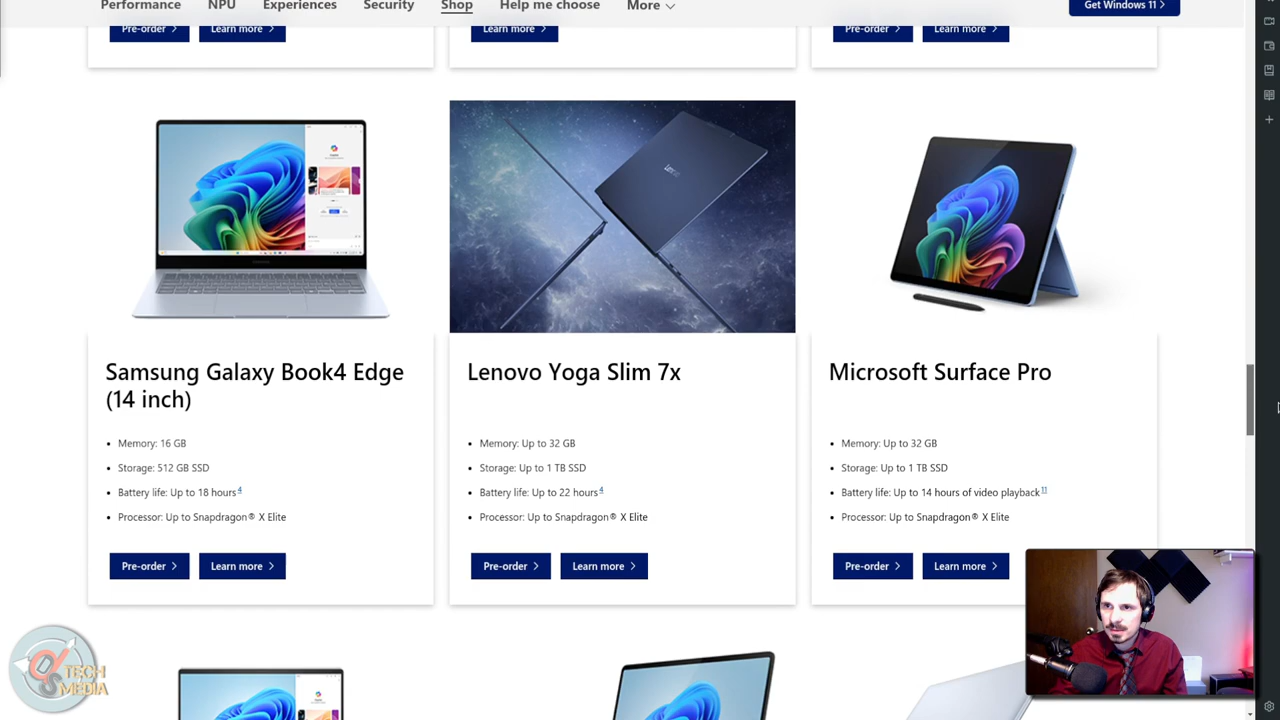 Performance NPU Experiences Security Shop Help me choose More Get Windows 11
Pre-order Learn more Learn more Pre-order Learn more
Lenovo
Samsung Galaxy Book4 Edge
(14 inch)
Memory: 16 GB
Storage: 512 GB SSD
Battery life: Up to 18 hours4
Processor: Up to Snapdragon® X Elite
Pre-order Learn more
Lenovo Yoga Slim 7x
Memory: Up to 32 GB
Storage: Up to 1 TB SSD
Battery life: Up to 22 hours4
Processor: Up to Snapdragon® X Elite
Pre-order Learn more
Microsoft Surface Pro
Memory: Up to 32 GB
Storage: Up to 1 TB SSD
Battery life: Up to 14 hours of video playback11
Processor: Up to Snapdragon® X Elite
Pre-order Learn more
TECH
MEDIA